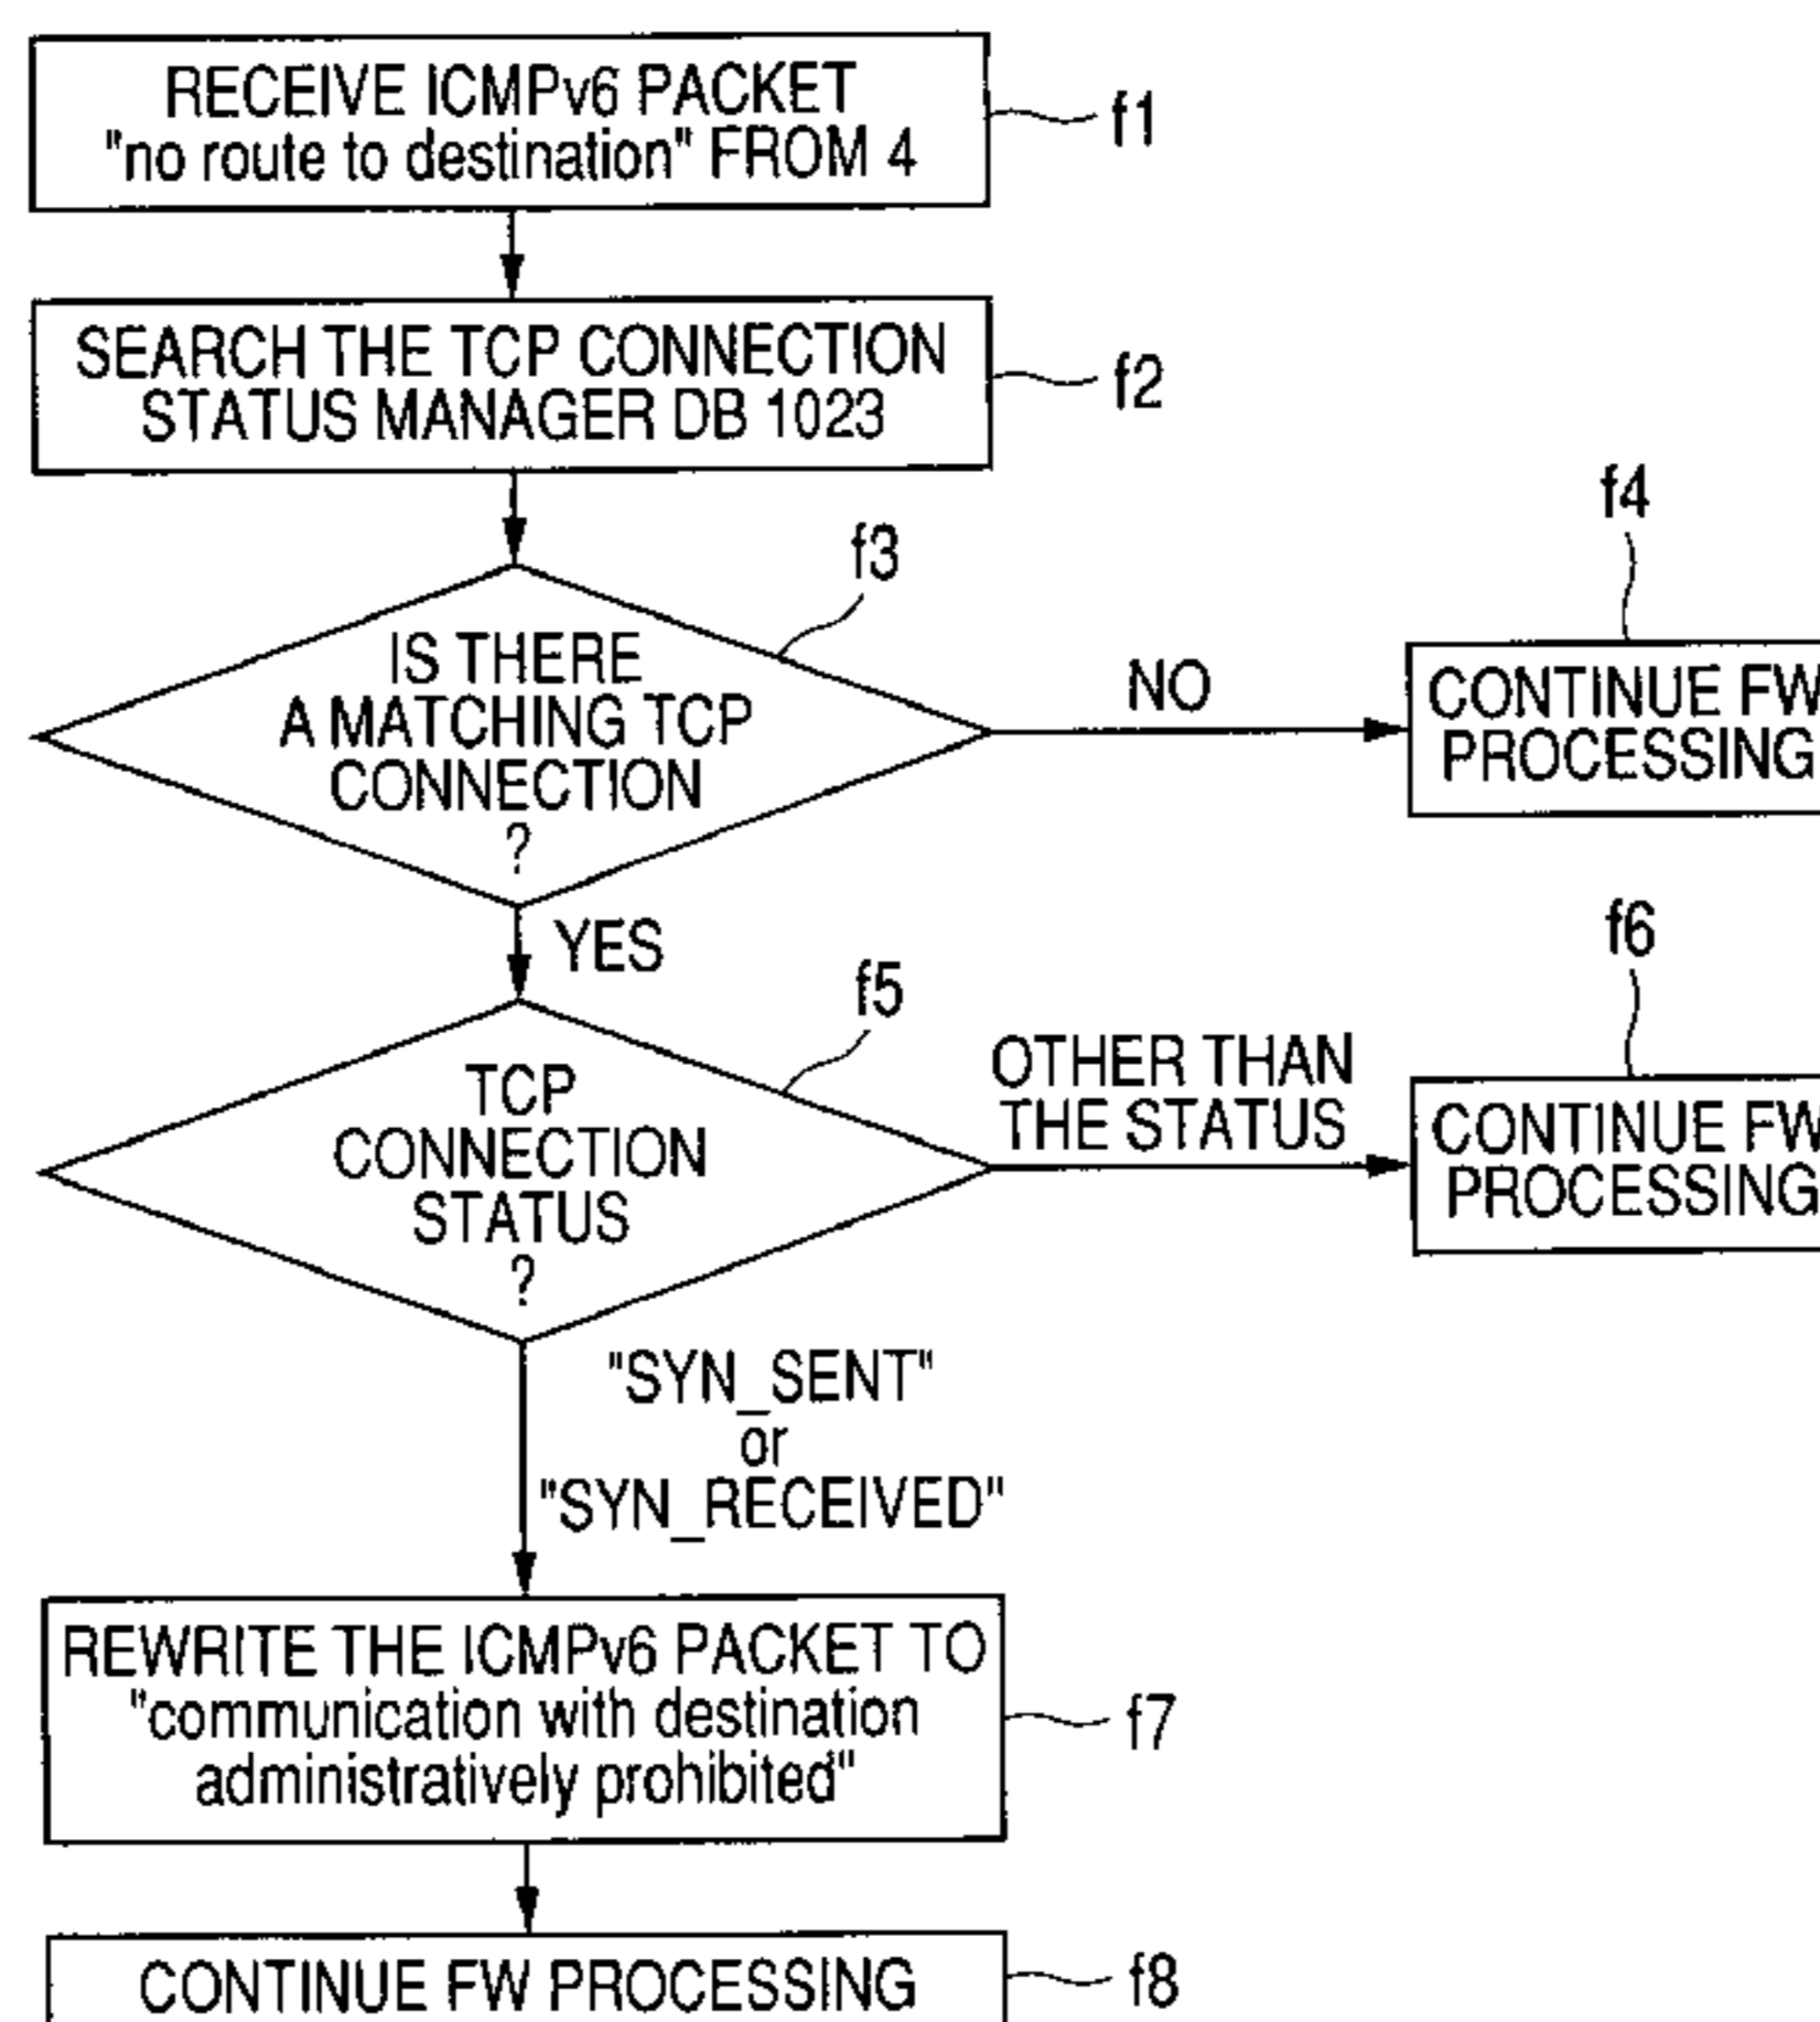 RECEIVE ICMPv6 PACKET
"no route to destination" FROM 4
f1
SEARCH THE TCP CONNECTION
STATUS MANAGER DB 1023
f2
f3
IS THERE
A MATCHING TCP
CONNECTION
?
NO
f4
CONTINUE FW
PROCESSING
YES
f5
TCP
CONNECTION
STATUS
?
OTHER THAN
THE STATUS
f6
CONTINUE FW
PROCESSING
"SYN_SENT"
or
"SYN_RECEIVED"
REWRITE THE ICMPv6 PACKET TO
"communication with destination
administratively prohibited"
f7
CONTINUE FW PROCESSING
f8